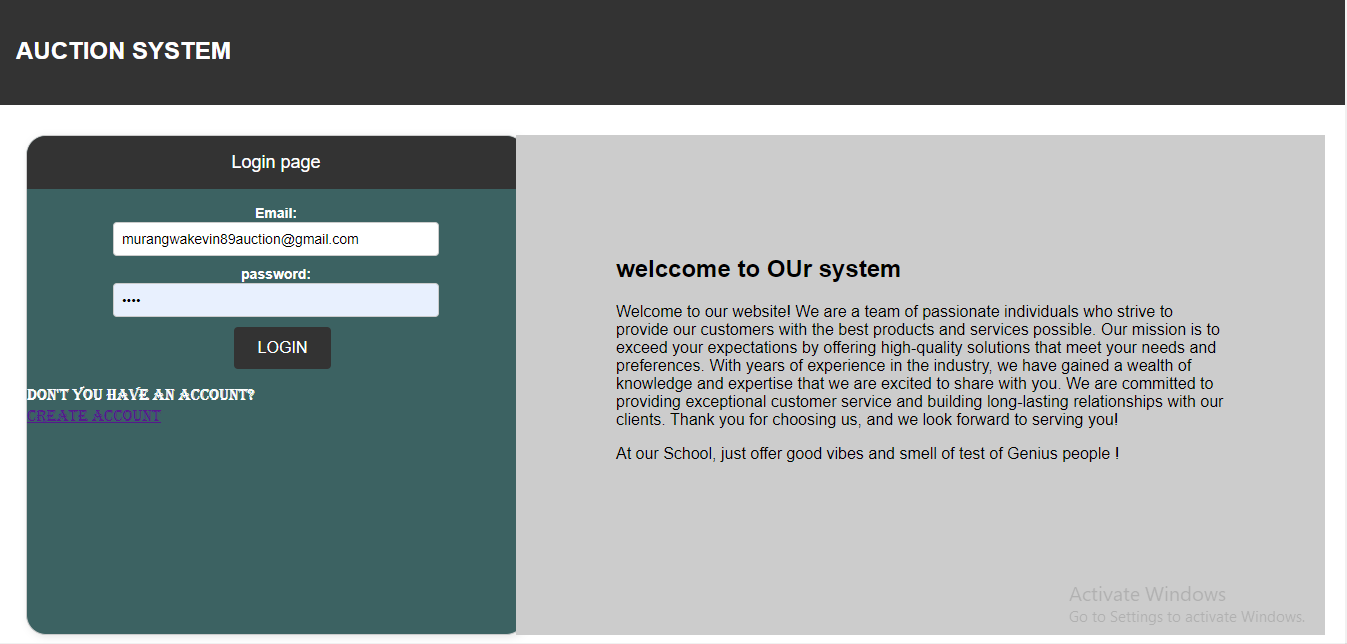 AUCTION SYSTEM
Login page
Email:
murangwakevin89auction@gmail.com
password:
••••
LOGIN
DON'T YOU HAVE AN ACCOUNT?
CREATE ACCOUNT
welccome to OUr system
Welcome to our website! We are a team of passionate individuals who strive to
provide our customers with the best products and services possible. Our mission is to
exceed your expectations by offering high-quality solutions that meet your needs and
preferences. With years of experience in the industry, we have gained a wealth of
knowledge and expertise that we are excited to share with you. We are committed to
providing exceptional customer service and building long-lasting relationships with our
clients. Thank you for choosing us, and we look forward to serving you!
At our School, just offer good vibes and smell of test of Genius people !
Activate Windows
Go to Settings to activate Windows.